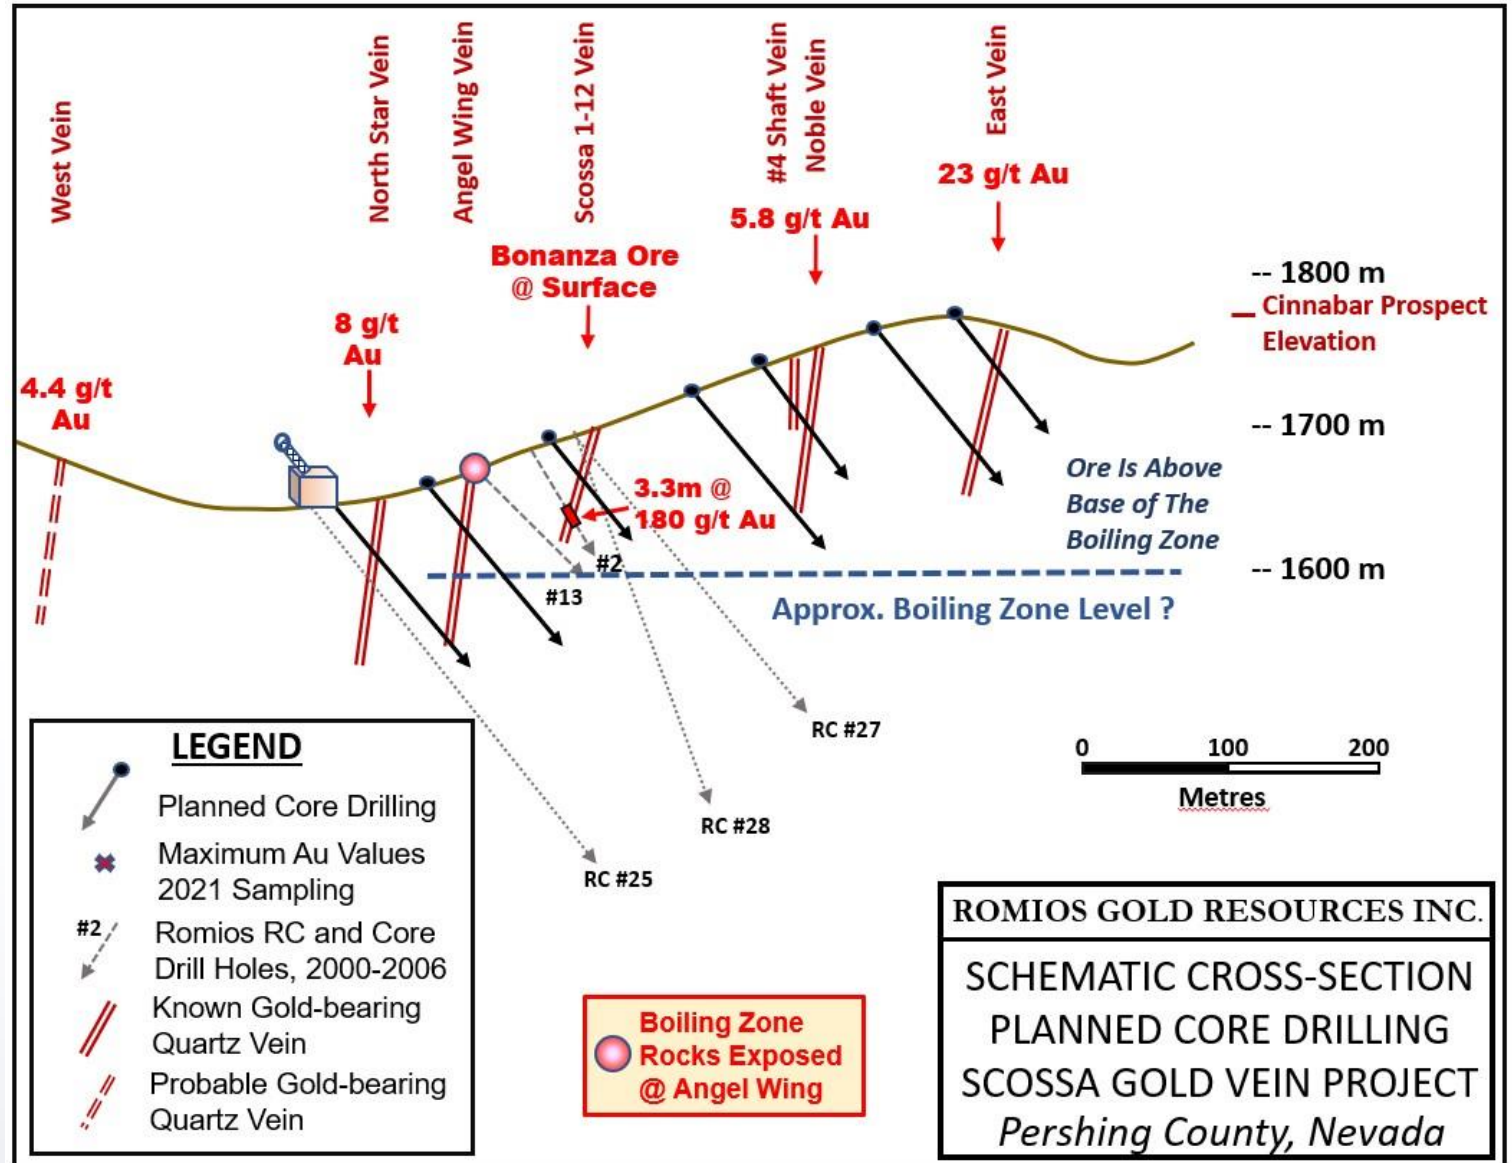 West Vein
North Star Vein
Angel Wing Vein
Scossa 1-12 Vein
#4 Shaft Vein
Noble Vein
East Vein
23 g/t Au
5.8 g/t Au
Bonanza Ore
@ Surface
8 g/t
Au
4.4 g/t
Au
-- 1800 m
Cinnabar Prospect
Elevation
-- 1700 m
Ore Is Above
Base of The
Boiling Zone
3.3m @
180 g/t Au
#2
#13
-- 1600 m
Approx. Boiling Zone Level ?
RC #27
RC #28
RC #25
0 100 200
Metres
LEGEND
Planned Core Drilling
Maximum Au Values
2021 Sampling
#2
Romios RC and Core
Drill Holes, 2000-2006
Known Gold-bearing
Quartz Vein
Probable Gold-bearing
Quartz Vein
Boiling Zone
Rocks Exposed
@ Angel Wing
ROMIOS GOLD RESOURCES INC.
SCHEMATIC CROSS-SECTION
PLANNED CORE DRILLING
SCOSSA GOLD VEIN PROJECT
Pershing County, Nevada